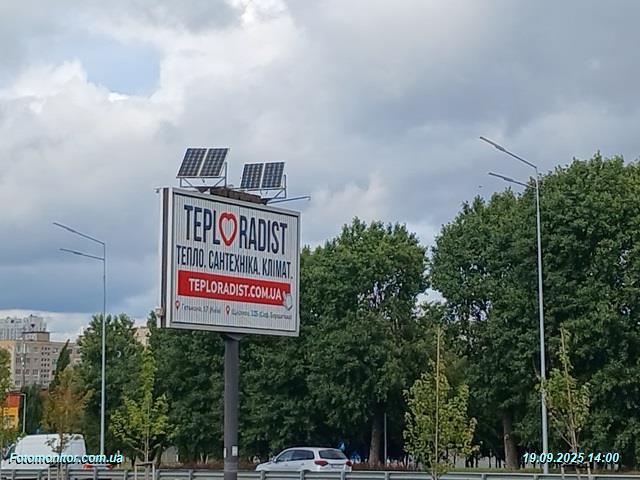 TEPLORADIST
ТЕПЛО. САНТЕХНІКА. КЛІМАТ.
TEPLORADIST.COM.UA
Fotomonitor.com.ua
19.09.2025 14:00